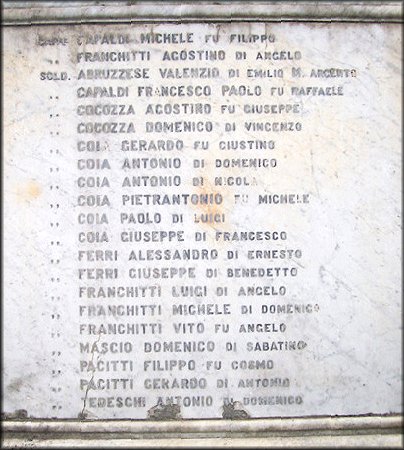 CAPORALE CAPALDI MICHELE FU FILIPPO
„ FRANCHITTI AGOSTINO DI ANGELO
SOLD. ABRUZZESE VALENZIO DI EMILIO M. ARGENTO
„ CAPALDI FRANCESCO PAOLO FU RAFFAELE
„ COCOZZA AGOSTINO FU GIUSEPPE
„ COCOZZA DOMENICO DI VINCENZO
„ COIA GERARDO FU GIUSTINO
„ COIA ANTONIO DI DOMENICO
„ COIA ANTONIO DI NICOLA
„ COIA PIETRANTONIO FU MICHELE
„ COIA PAOLO DI LUIGI
„ COIA GIUSEPPE DI FRANCESCO
„ FERRI ALESSANDRO DI ERNESTO
„ FERRI GIUSEPPE DI BENEDETTO
„ FRANCHITTI LUIGI DI ANGELO
„ FRANCHITTI MICHELE DI DOMENICO
„ FRANCHITTI VITO FU ANGELO
„ MASCIO DOMENICO DI SABATINO
„ PACITTI FILIPPO FU COSMO
„ PACITTI GERARDO DI ANTONIO
„ TEDESCHI ANTONIO DI DOMENICO